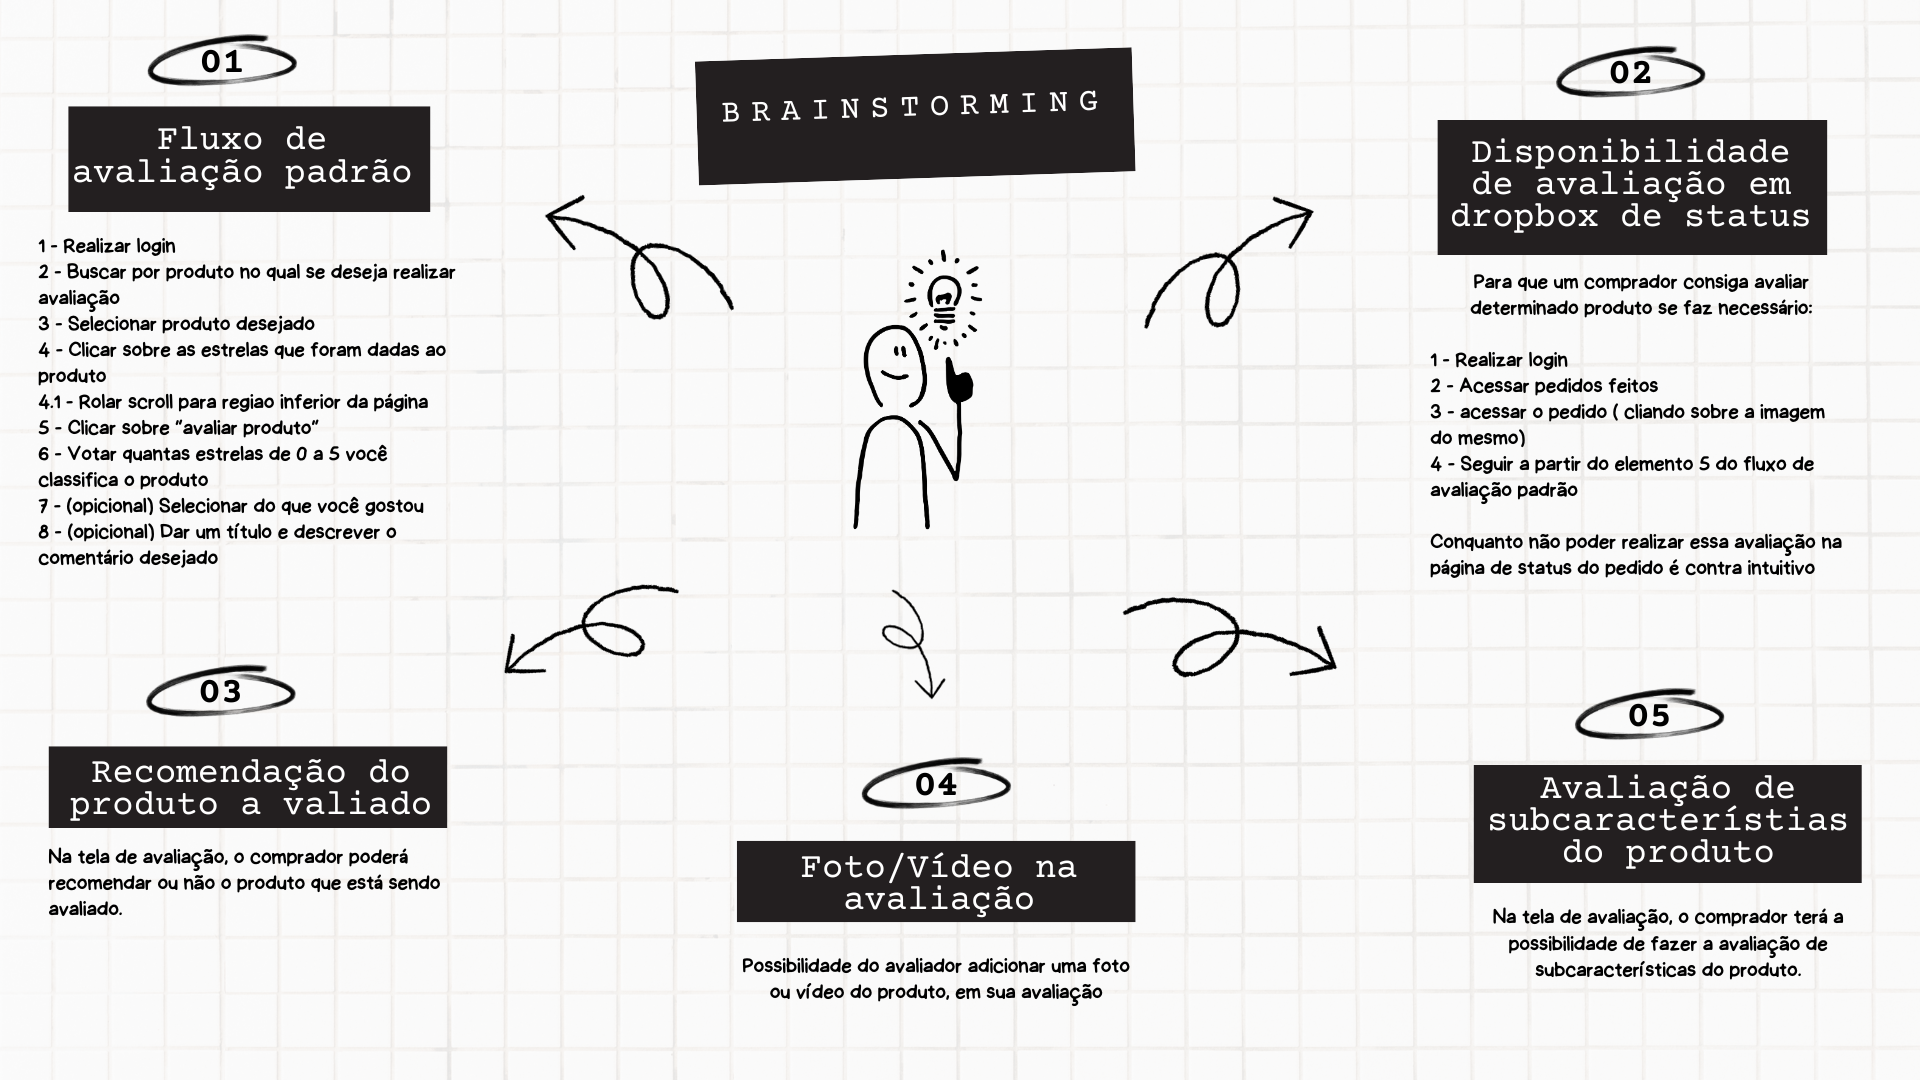 BRAINSTORMING
01
Fluxo de
avaliação padrão
1 - Realizar login
2 - Buscar por produto no qual se deseja realizar
avaliação
3 - Selecionar produto desejado
4 - Clicar sobre as estrelas que foram dadas ao
produto
4.1 - Rolar scroll para regiao inferior da página
5 - Clicar sobre "avaliar produto"
6 - Votar quantas estrelas de 0 a 5 você
classifica o produto
7 - (opicional) Selecionar do que você gostou
8 - (opicional) Dar um título e descrever o
comentário desejado
02
Disponibilidade
de avaliação em
dropbox de status
Para que um comprador consiga avaliar
determinado produto se faz necessário:
1 - Realizar login
2 - Acessar pedidos feitos
3 - acessar o pedido ( cliando sobre a imagem
do mesmo)
4 - Seguir a partir do elemento 5 do fluxo de
avaliação padrão
Conquanto não poder realizar essa avaliação na
página de status do pedido é contra intuitivo
03
Recomendação do
produto a valiado
Na tela de avaliação, o comprador poderá
recomendar ou não o produto que está sendo
avaliado.
04
Foto/Vídeo na
avaliação
Possibilidade do avaliador adicionar uma foto
ou vídeo do produto, em sua avaliação
05
Avaliação de
subcaracterístias
do produto
Na tela de avaliação, o comprador terá a
possibilidade de fazer a avaliação de
subcaracterísticas do produto.